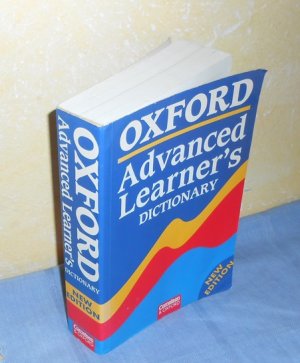 OXFORD
Advanced
Learner's
DICTIONARY
NEW
EDITION
OXFORD
Advanced Learner's
DICTIONARY
NEW
EDITION